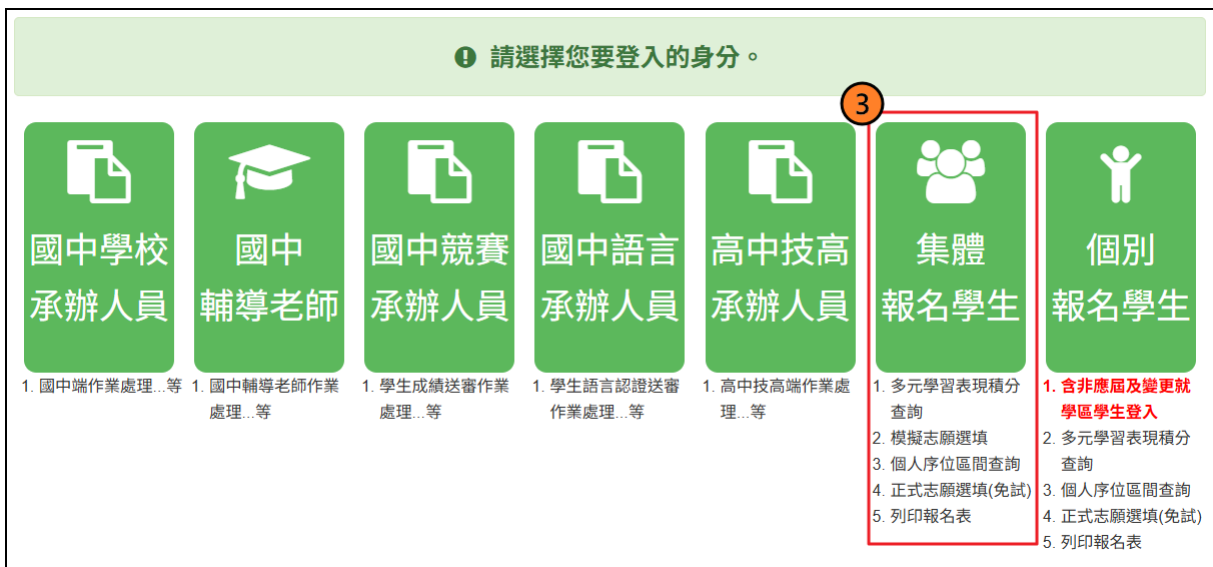 請選擇您要登入的身分。
3
國中學校
承辦人員
1. 國中端作業處理...等
國中
輔導老師
1. 國中輔導老師作業
處理...等
國中競賽
承辦人員
1. 學生成績送審作業
處理...等
國中語言
承辦人員
1. 學生語言認證送審
作業處理...等
高中技高
承辦人員
1. 高中技高端作業處
理...等
集體
報名學生
1. 多元學習表現積分
查詢
2. 模擬志願選填
3. 個人序位區間查詢
4. 正式志願選填(免試)
5. 列印報名表
個別
報名學生
1. 含非應屆及變更就
學區學生登入
2. 多元學習表現積分
查詢
3. 個人序位區間查詢
4. 正式志願選填(免試)
5. 列印報名表